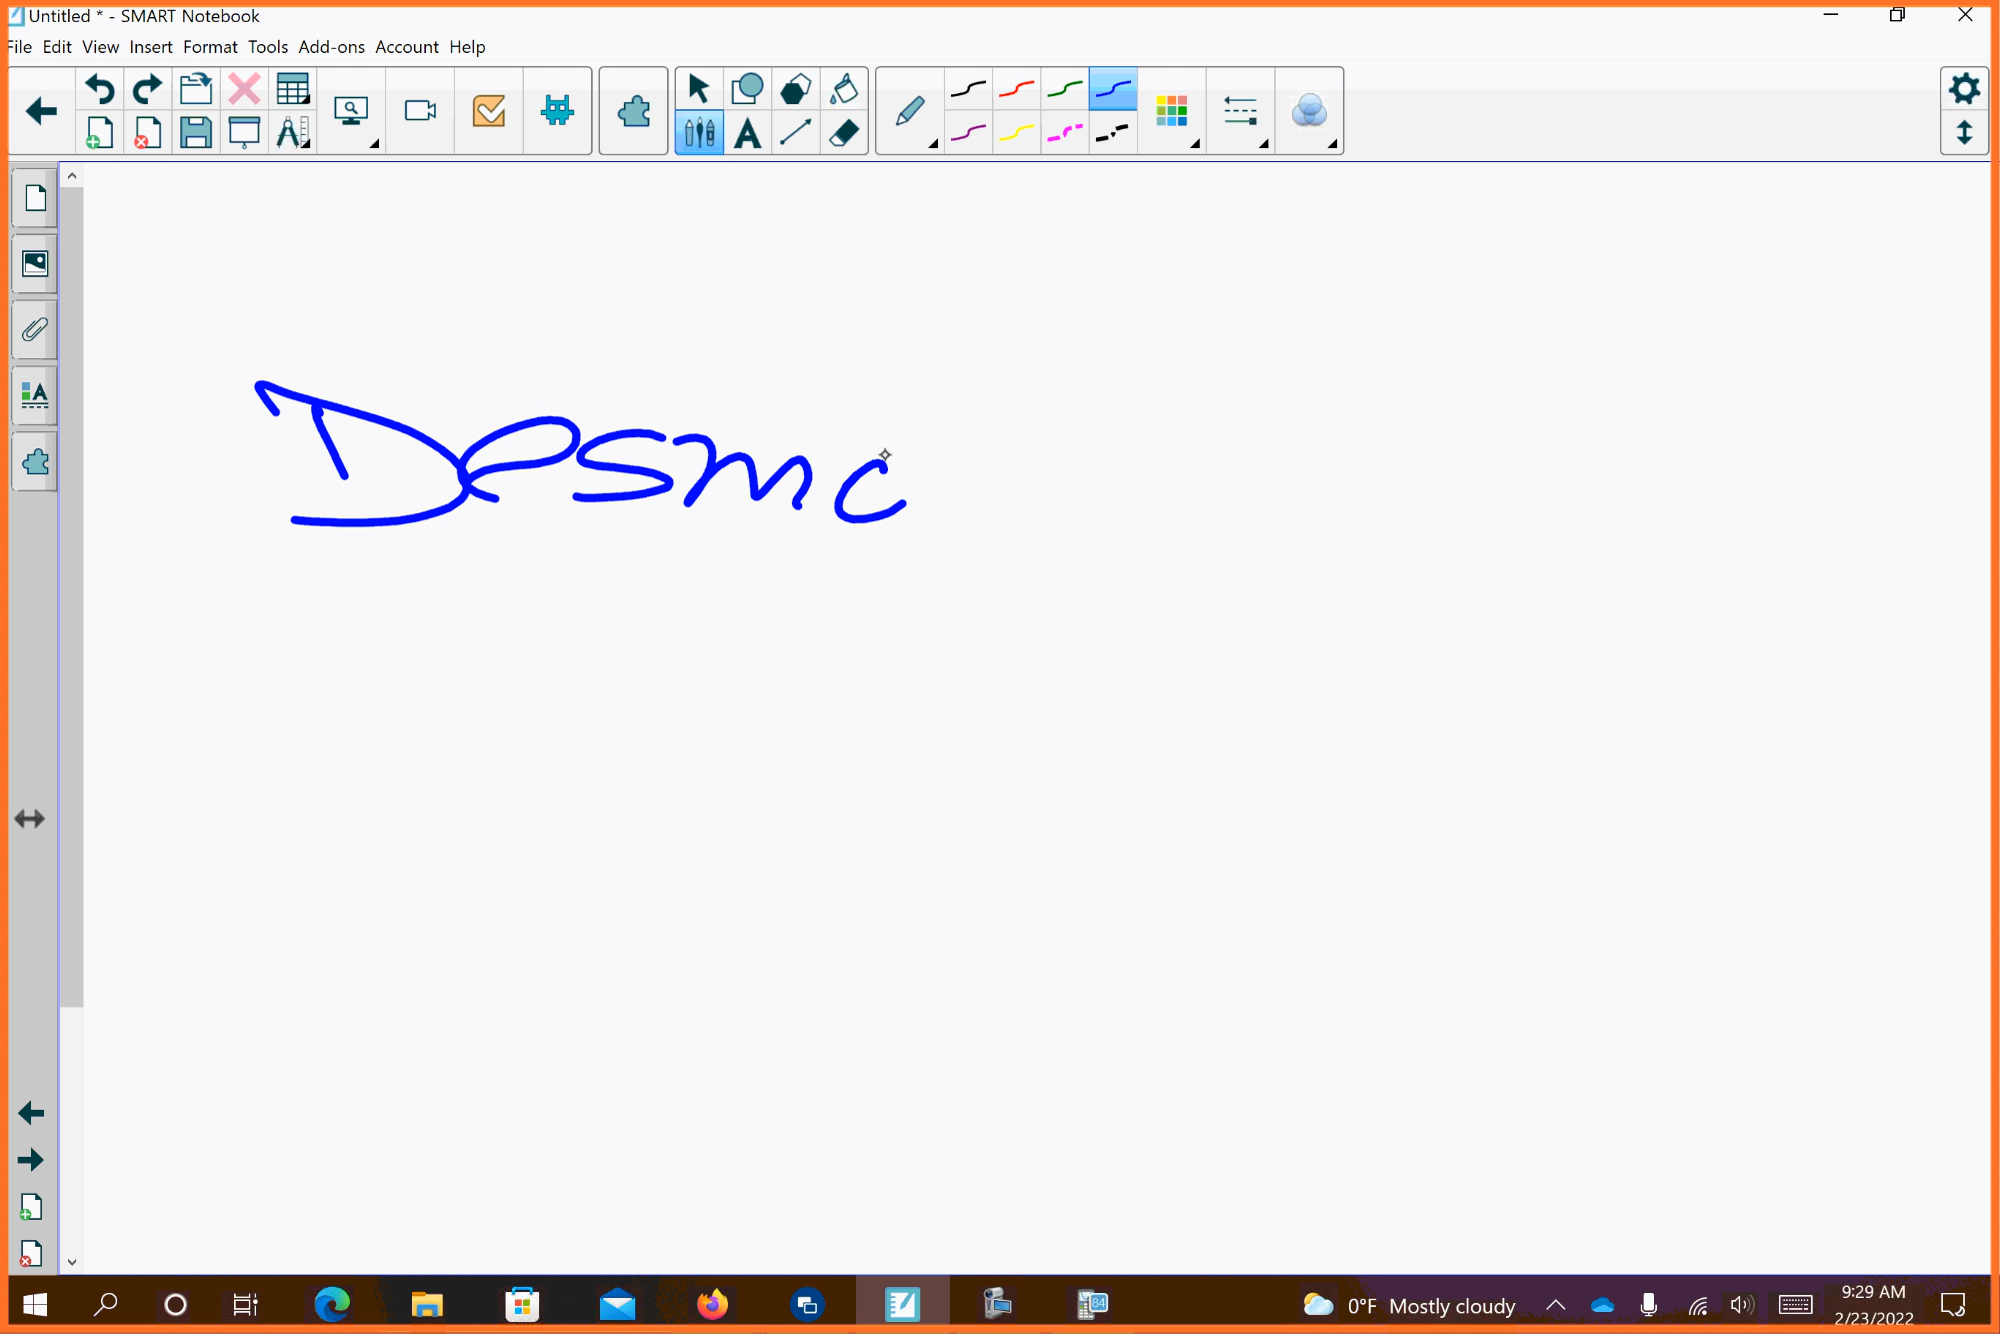 Untitled * - SMART Notebook
File Edit View Insert Format Tools Add-ons Account Help
Desmc
84
0°F Mostly cloudy
9:29 AM
2/23/2022